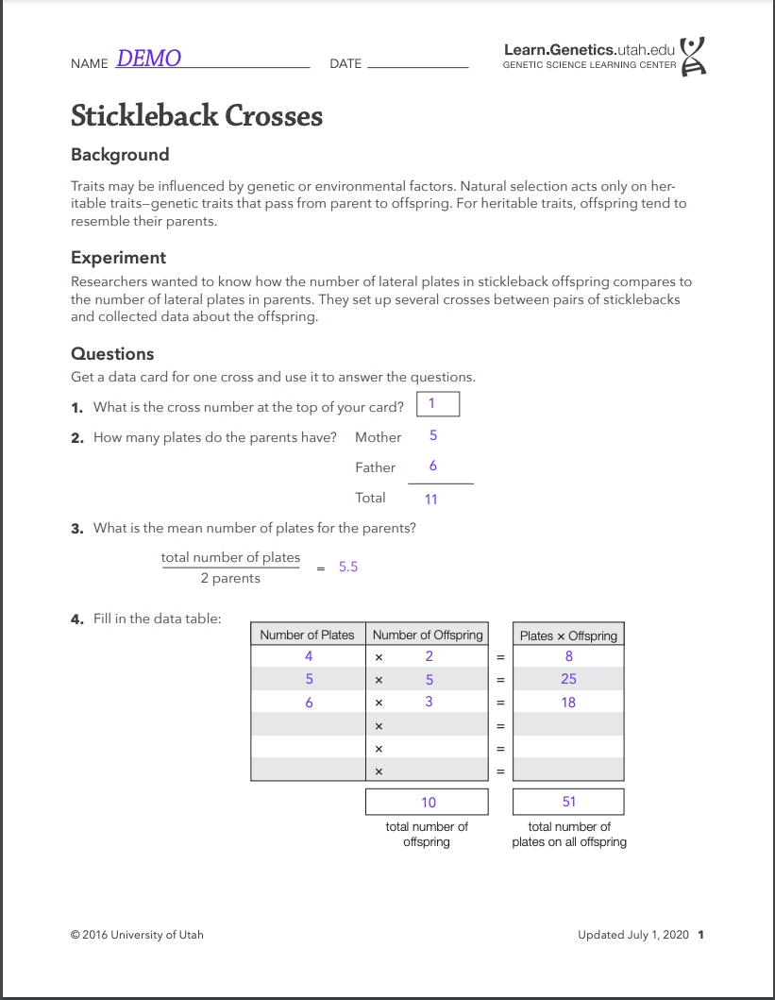 NAME DEMO DATE Learn.Genetics.utah.edu
GENETIC SCIENCE LEARNING CENTER
Stickleback Crosses
Background
Traits may be influenced by genetic or environmental factors. Natural selection acts only on her-
itable traits—genetic traits that pass from parent to offspring. For heritable traits, offspring tend to
resemble their parents.
Experiment
Researchers wanted to know how the number of lateral plates in stickleback offspring compares to
the number of lateral plates in parents. They set up several crosses between pairs of sticklebacks
and collected data about the offspring.
Questions
Get a data card for one cross and use it to answer the questions.
1. What is the cross number at the top of your card? 1
2. How many plates do the parents have? Mother 5
Father 6
Total 11
3. What is the mean number of plates for the parents?
total number of plates
2 parents
= 5.5
4. Fill in the data table:
Number of Plates Number of Offspring Plates × Offspring
4 × 2 = 8
5 × 5 = 25
6 × 3 = 18
× =
× =
× =
10 51
total number of offspring
total number of plates on all offspring
© 2016 University of Utah Updated July 1, 2020 1